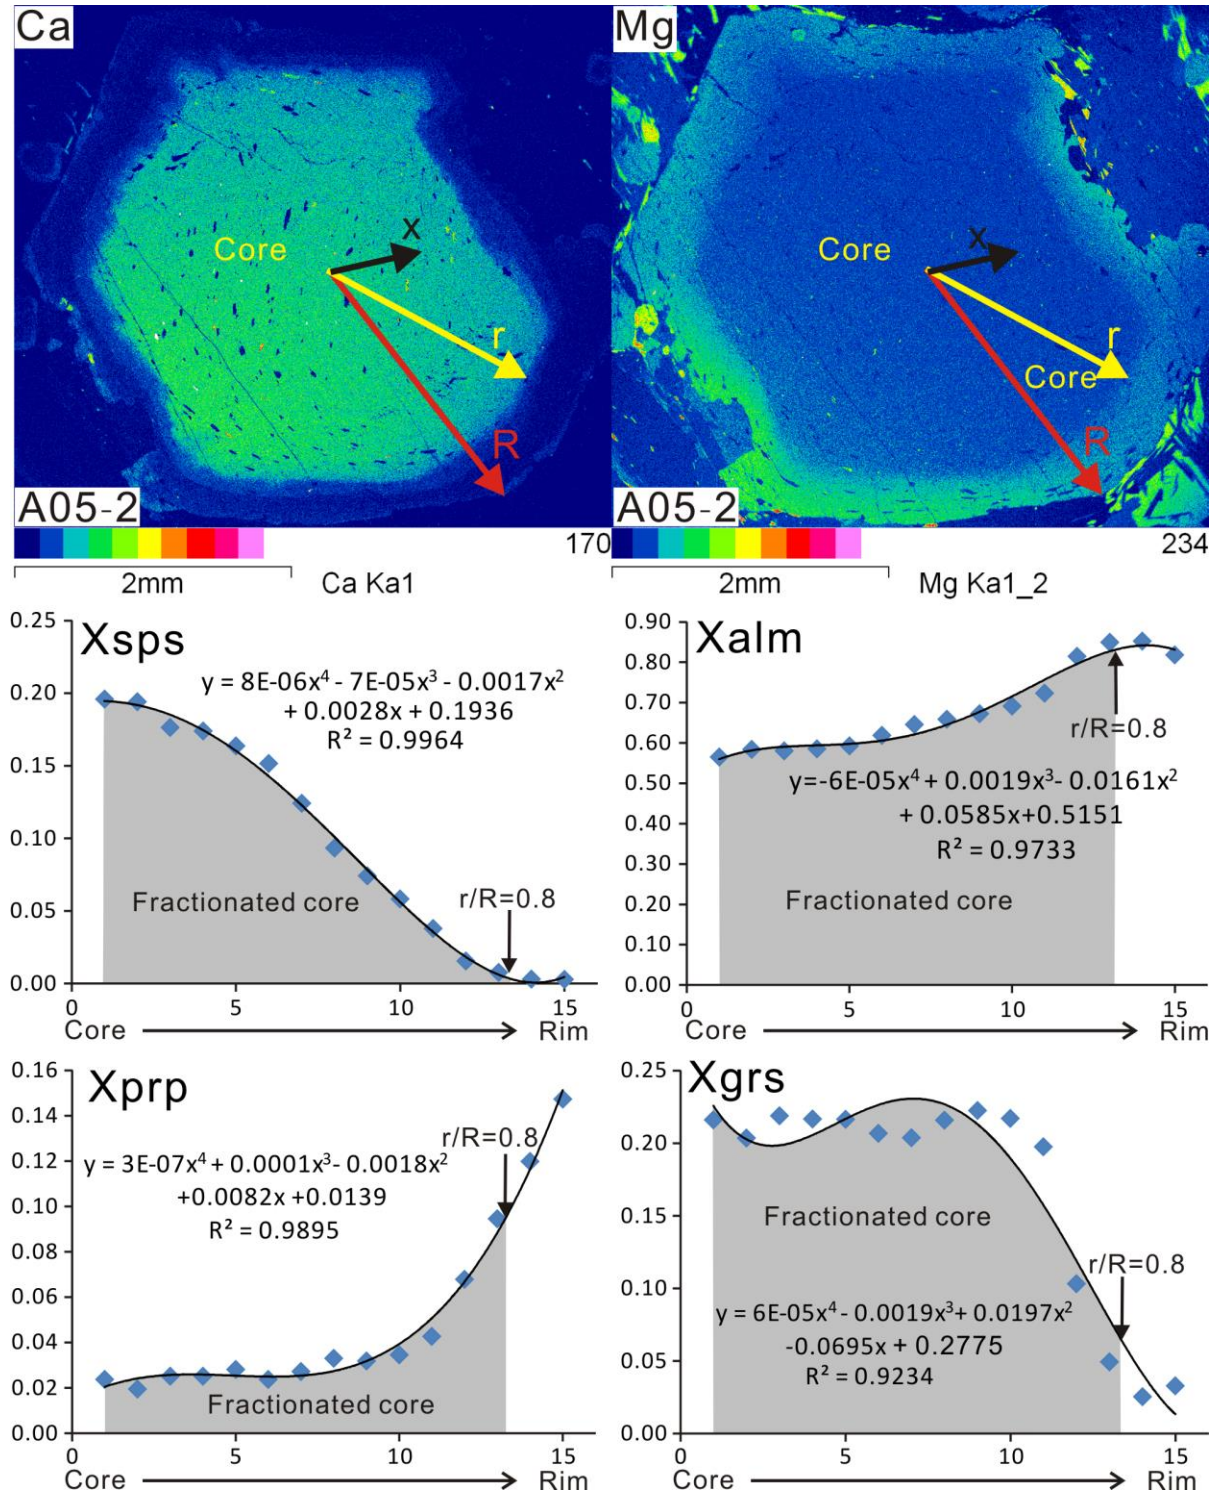 Ca
Core
x
r
R
A05-2
170
2mm
Ca Ka1
Mg
Core
x
r
Core
R
A05-2
234
2mm
Mg Ka1_2
Xsps
0.25
0.20
0.15
0.10
0.05
0.00
y = 8E-06x⁴ - 7E-05x³ - 0.0017x²
+ 0.0028x + 0.1936
R² = 0.9964
Fractionated core
r/R=0.8
0 5 10 15
Core Rim
Xalm
0.90
0.80
0.70
0.60
0.50
0.40
0.30
0.20
0.10
0.00
r/R=0.8
y=-6E-05x⁴ + 0.0019x³- 0.0161x²
+ 0.0585x+0.5151
R² = 0.9733
Fractionated core
0 5 10 15
Core Rim
Xprp
0.16
0.14
0.12
0.10
0.08
0.06
0.04
0.02
0.00
r/R=0.8
y = 3E-07x⁴ + 0.0001x³- 0.0018x²
+0.0082x +0.0139
R² = 0.9895
Fractionated core
0 5 10 15
Core Rim
Xgrs
0.25
0.20
0.15
0.10
0.05
0.00
Fractionated core
r/R=0.8
y = 6E-05x⁴ - 0.0019x³+ 0.0197x²
-0.0695x + 0.2775
R² = 0.9234
0 5 10 15
Core Rim